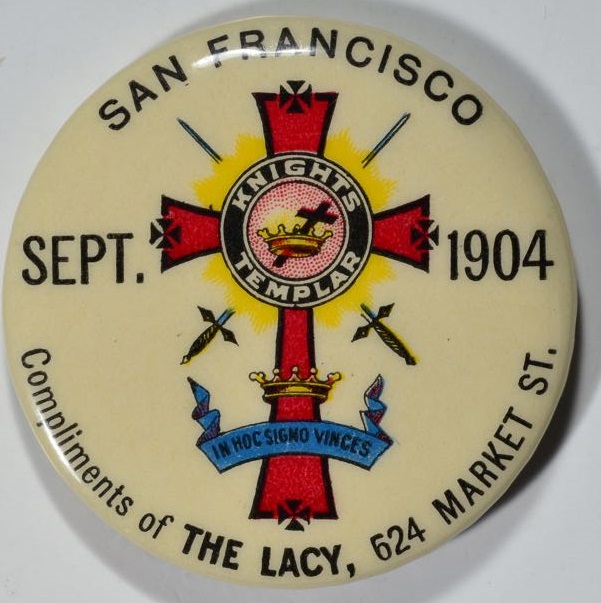 SAN FRANCISCO
KNIGHTS
TEMPLAR
SEPT. 1904
IN HOC SIGNO VINCES
Compliments of THE LACY, 624 MARKET ST.